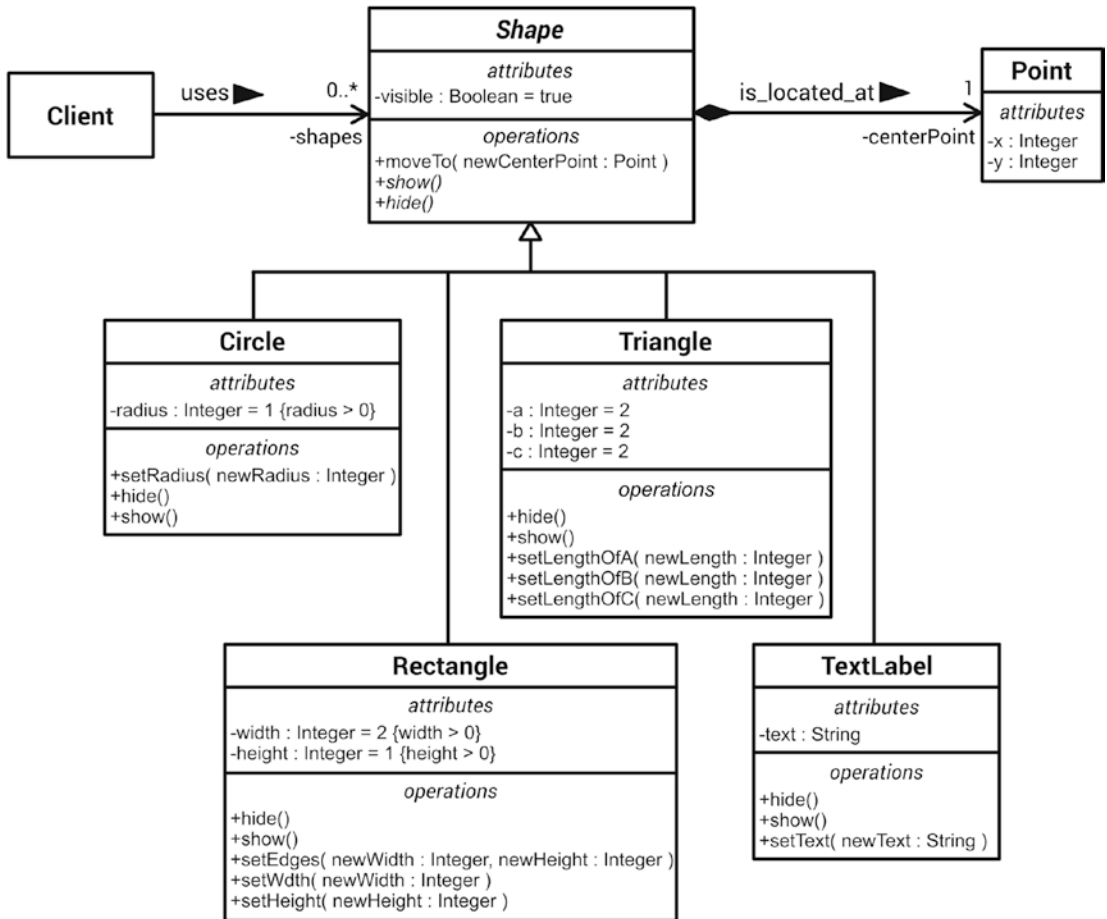 Client
uses
0..*
-shapes
Shape
attributes
-visible : Boolean = true
operations
+moveTo( newCenterPoint : Point )
+show()
+hide()
is_located_at
1
-centerPoint
Point
attributes
-x : Integer
-y : Integer
Circle
attributes
-radius : Integer = 1 {radius > 0}
operations
+setRadius( newRadius : Integer )
+hide()
+show()
Triangle
attributes
-a : Integer = 2
-b : Integer = 2
-c : Integer = 2
operations
+hide()
+show()
+setLengthOfA( newLength : Integer )
+setLengthOfB( newLength : Integer )
+setLengthOfC( newLength : Integer )
Rectangle
attributes
-width : Integer = 2 {width > 0}
-height : Integer = 1 {height > 0}
operations
+hide()
+show()
+setEdges( newWidth : Integer, newHeight : Integer )
+setWdth( newWidth : Integer )
+setHeight( newHeight : Integer )
TextLabel
attributes
-text : String
operations
+hide()
+show()
+setText( newText : String )